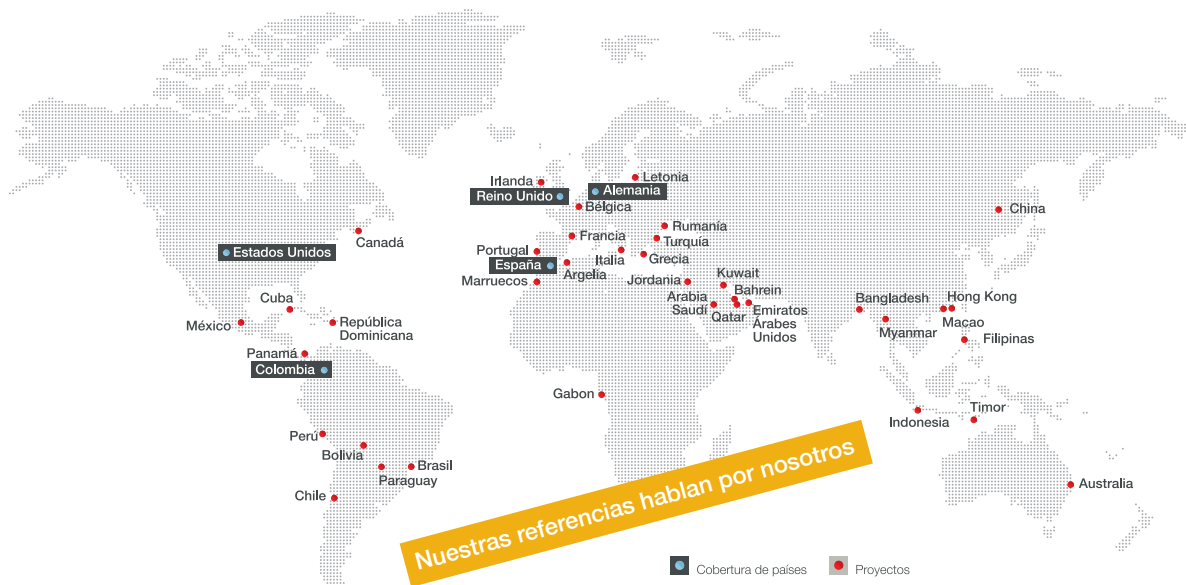 Irlanda
Letonia
Reino Unido
Alemania
Bélgica
China
Rumanía
Canadá
Francia
Turquía
Estados Unidos
Portugal
Italia
Grecia
España
Argelia
Marruecos
Jordania
Kuwait
Cuba
Arabia
Saudí
Bahrein
Bangladesh
Hong Kong
México
República
Dominicana
Qatar
Emiratos
Árabes
Unidos
Macao
Myanmar
Filipinas
Panamá
Colombia
Gabon
Timor
Indonesia
Perú
Bolivia
Brasil
Paraguay
Chile
Australia
Nuestras referencias hablan por nosotros
Cobertura de países
Proyectos